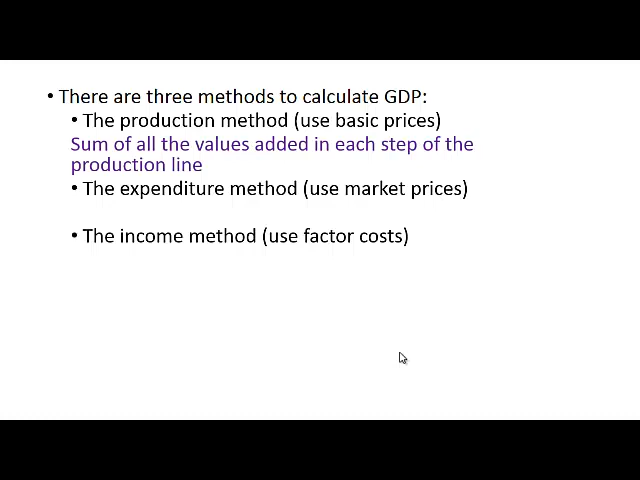 • There are three methods to calculate GDP:
• The production method (use basic prices)
Sum of all the values added in each step of the
production line
• The expenditure method (use market prices)
• The income method (use factor costs)